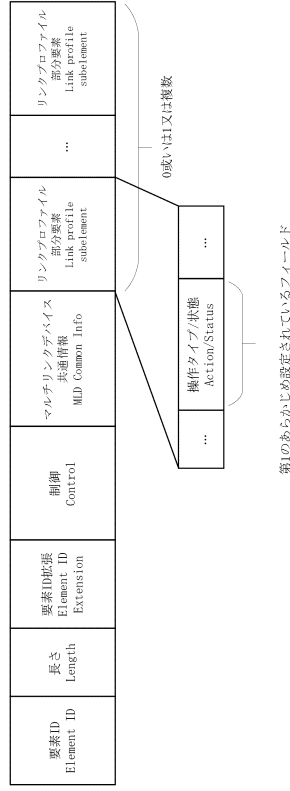 要素ID
Element ID
長さ
Length
要素ID拡張
Element ID
Extension
制御
Control
マルチリンクデバイス
共通情報
MLD Common Info
リンクプロファイル
部分要素
Link profile
subelement
…
リンクプロファイル
部分要素
Link profile
subelement
0或いは1又は複数
…
操作タイプ/状態
Action/Status
…
第1のあらかじめ設定されているフィールド